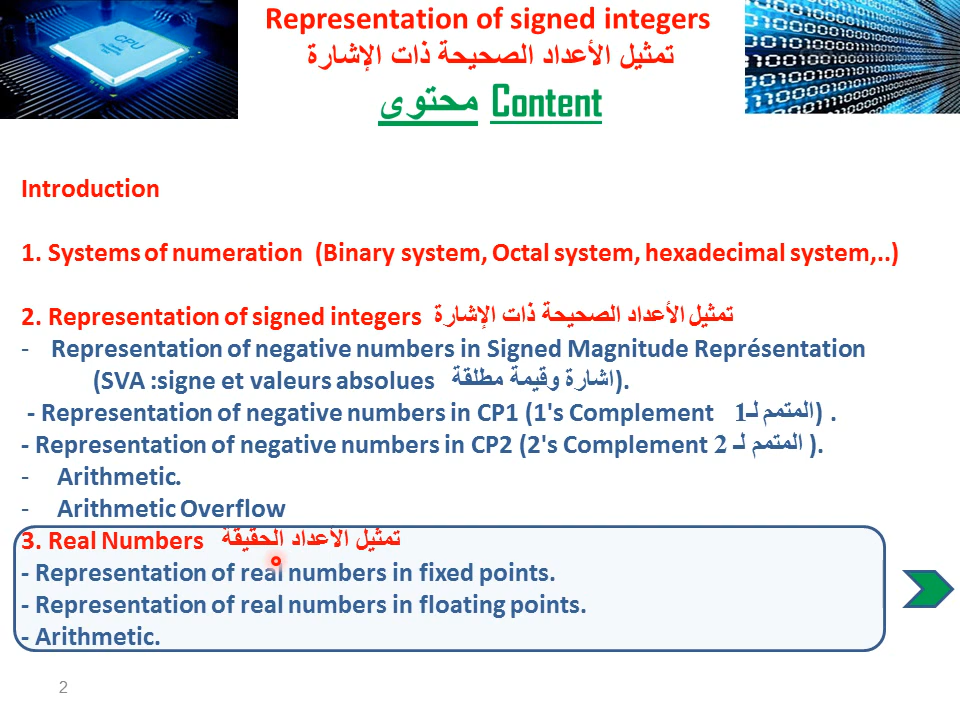 Representation of signed integers
تمثيل الأعداد الصحيحة ذات الإشارة
محتوى Content
CPU
Introduction
1. Systems of numeration (Binary system, Octal system, hexadecimal system,..)
2. Representation of signed integers تمثيل الأعداد الصحيحة ذات الإشارة
- Representation of negative numbers in Signed Magnitude Représentation
(SVA :signe et valeurs absolues اشارة وقيمة مطلقة).
- Representation of negative numbers in CP1 (1's Complement المتمم لـ1) .
- Representation of negative numbers in CP2 (2's Complement المتمم لـ 2 ).
- Arithmetic.
- Arithmetic Overflow
3. Real Numbers تمثيل الأعداد الحقيقة
- Representation of real numbers in fixed points.
- Representation of real numbers in floating points.
- Arithmetic.
2